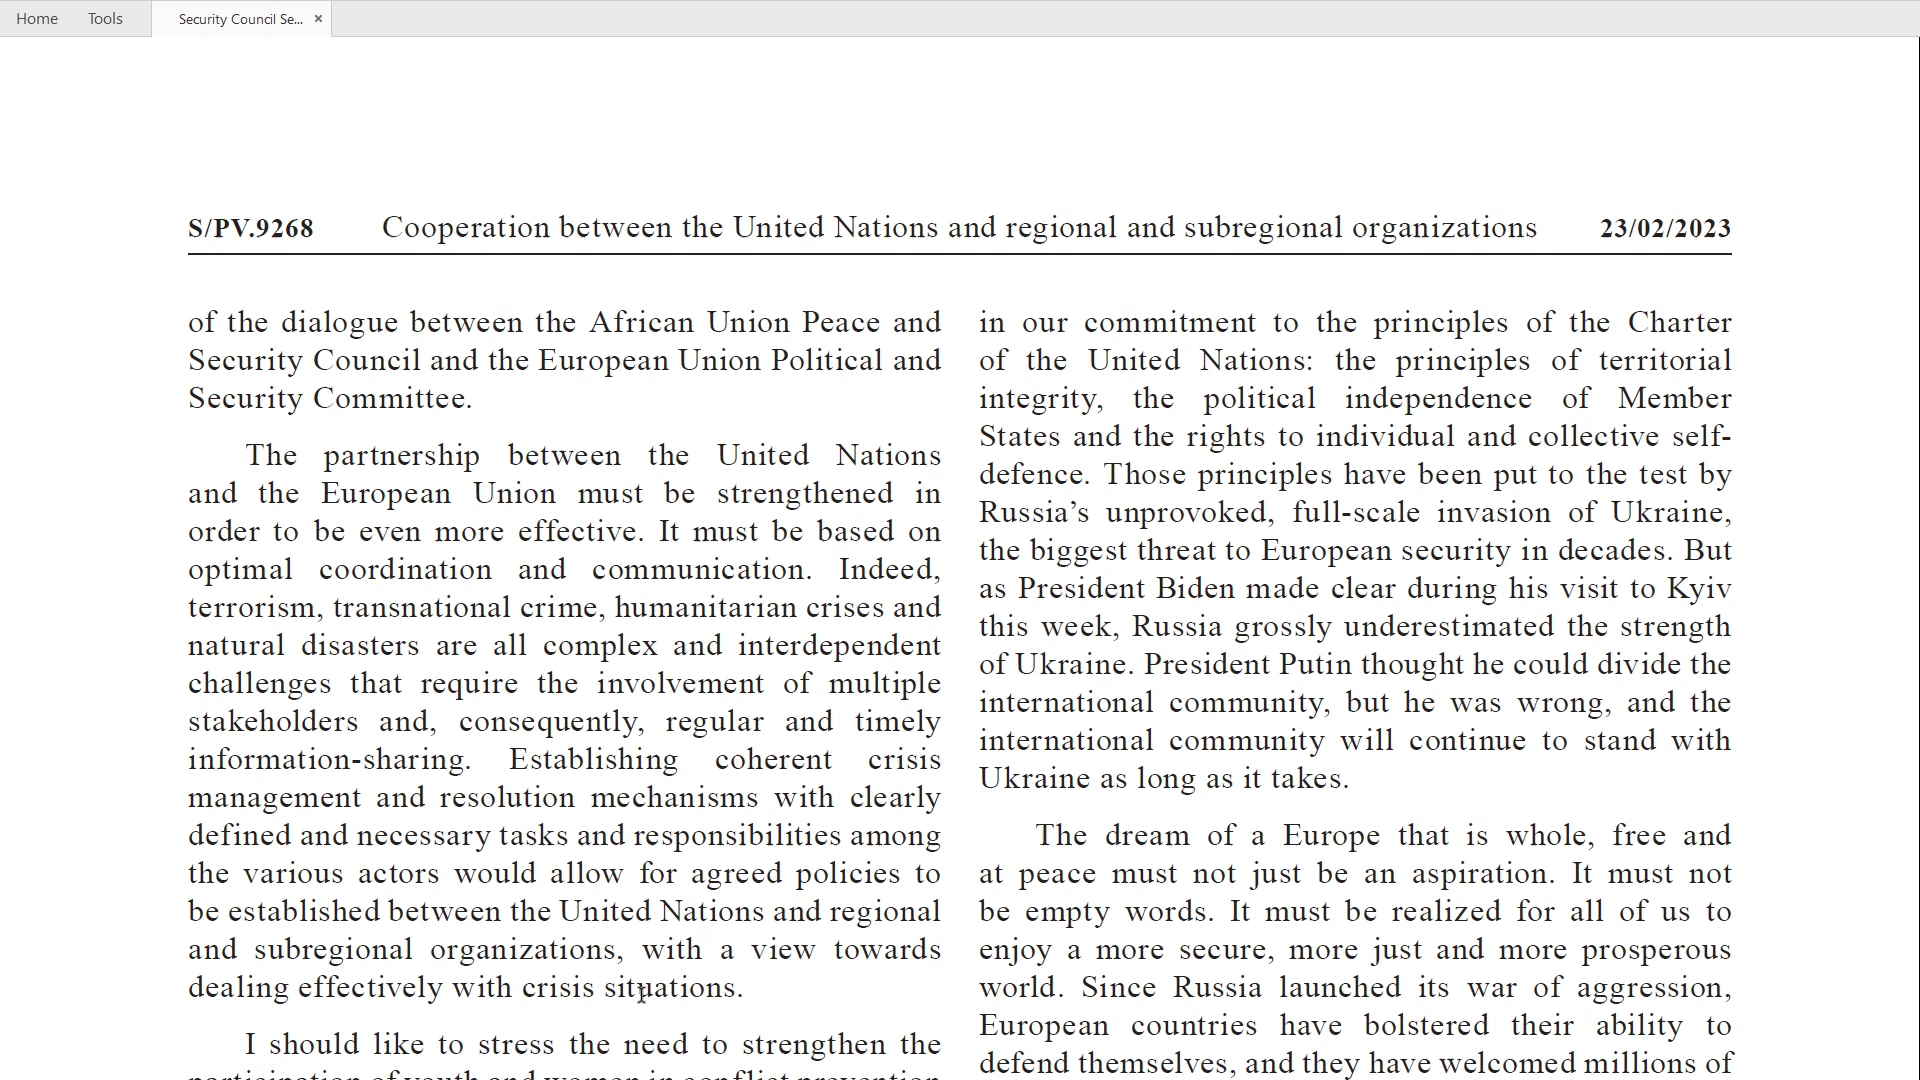 Home Tools Security Council Se... ×
S/PV.9268 Cooperation between the United Nations and regional and subregional organizations 23/02/2023
of the dialogue between the African Union Peace and
Security Council and the European Union Political and
Security Committee.
The partnership between the United Nations
and the European Union must be strengthened in
order to be even more effective. It must be based on
optimal coordination and communication. Indeed,
terrorism, transnational crime, humanitarian crises and
natural disasters are all complex and interdependent
challenges that require the involvement of multiple
stakeholders and, consequently, regular and timely
information-sharing. Establishing coherent crisis
management and resolution mechanisms with clearly
defined and necessary tasks and responsibilities among
the various actors would allow for agreed policies to
be established between the United Nations and regional
and subregional organizations, with a view towards
dealing effectively with crisis situations.
I should like to stress the need to strengthen the
participation of youth and women in conflict prevention
in our commitment to the principles of the Charter
of the United Nations: the principles of territorial
integrity, the political independence of Member
States and the rights to individual and collective self-
defence. Those principles have been put to the test by
Russia’s unprovoked, full-scale invasion of Ukraine,
the biggest threat to European security in decades. But
as President Biden made clear during his visit to Kyiv
this week, Russia grossly underestimated the strength
of Ukraine. President Putin thought he could divide the
international community, but he was wrong, and the
international community will continue to stand with
Ukraine as long as it takes.
The dream of a Europe that is whole, free and
at peace must not just be an aspiration. It must not
be empty words. It must be realized for all of us to
enjoy a more secure, more just and more prosperous
world. Since Russia launched its war of aggression,
European countries have bolstered their ability to
defend themselves, and they have welcomed millions of